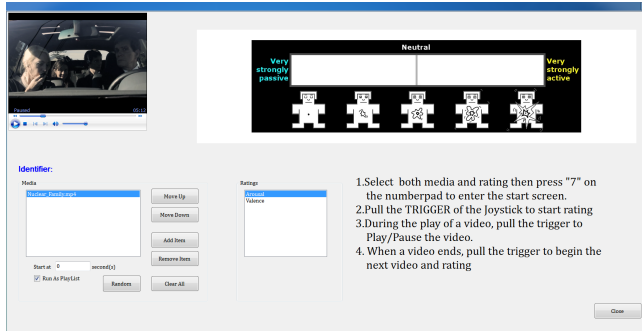 Neutral
Very
strongly
passive
Very
strongly
active
Paused
05:12
Identifier:
Media
Nuclear_Family.mp4
Move Up
Move Down
Add Item
Remove Item
Start at 0 second(s)
Run As PlayList
Random
Clear All
Ratings
Arousal
Valence
1.Select both media and rating then press "7" on
the numberpad to enter the start screen.
2.Pull the TRIGGER of the Joystick to start rating
3.During the play of a video, pull the trigger to
Play/Pause the video.
4. When a video ends, pull the trigger to begin the
next video and rating
Close